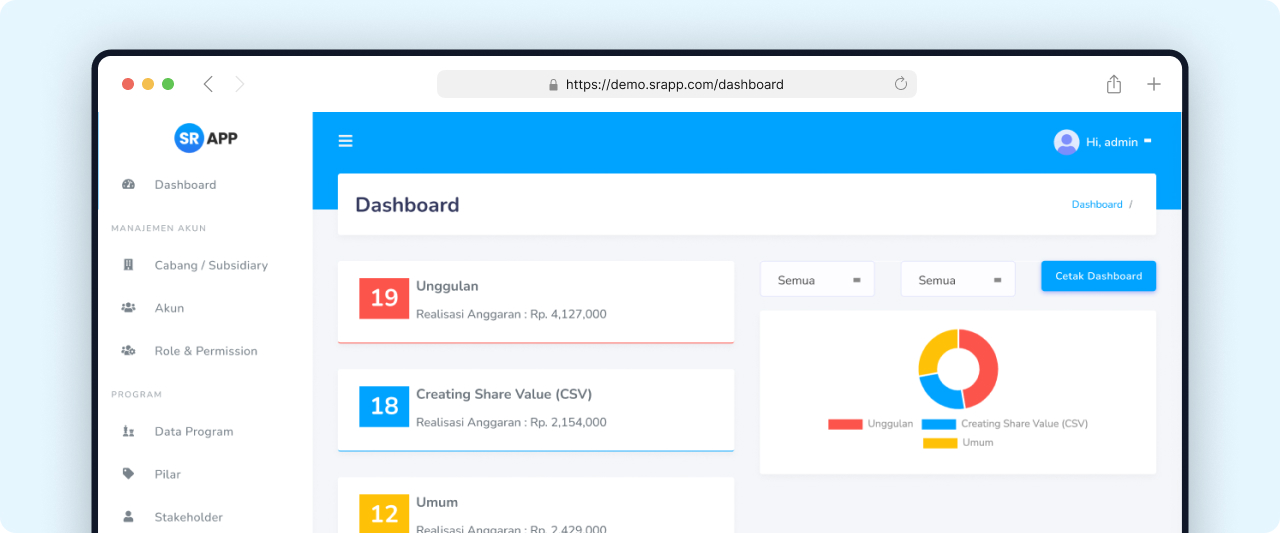 https://demo.srapp.com/dashboard
SR APP
Hi, admin
Dashboard
MANAJEMEN AKUN
Cabang / Subsidiary
Akun
Role & Permission
PROGRAM
Data Program
Pilar
Stakeholder
Dashboard
Dashboard /
19
Unggulan
Realisasi Anggaran : Rp. 4,127,000
18
Creating Share Value (CSV)
Realisasi Anggaran : Rp. 2,154,000
12
Umum
Realisasi Anggaran : Rp. 2,429,000
Semua
Semua
Cetak Dashboard
Unggulan
Creating Share Value (CSV)
Umum